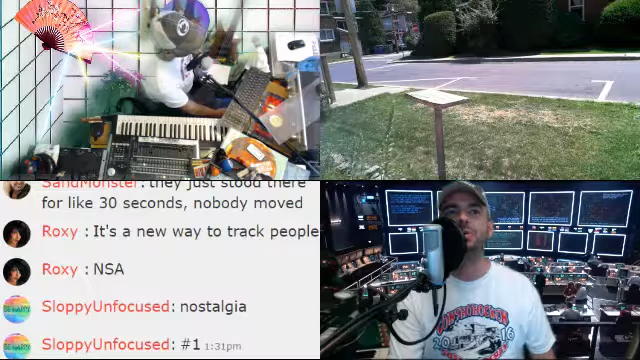 SandMonster: they just stood there
for like 30 seconds, nobody moved
Roxy : It's a new way to track people
Roxy : NSA
SloppyUnfocused: nostalgia
SloppyUnfocused: #1 1:31pm